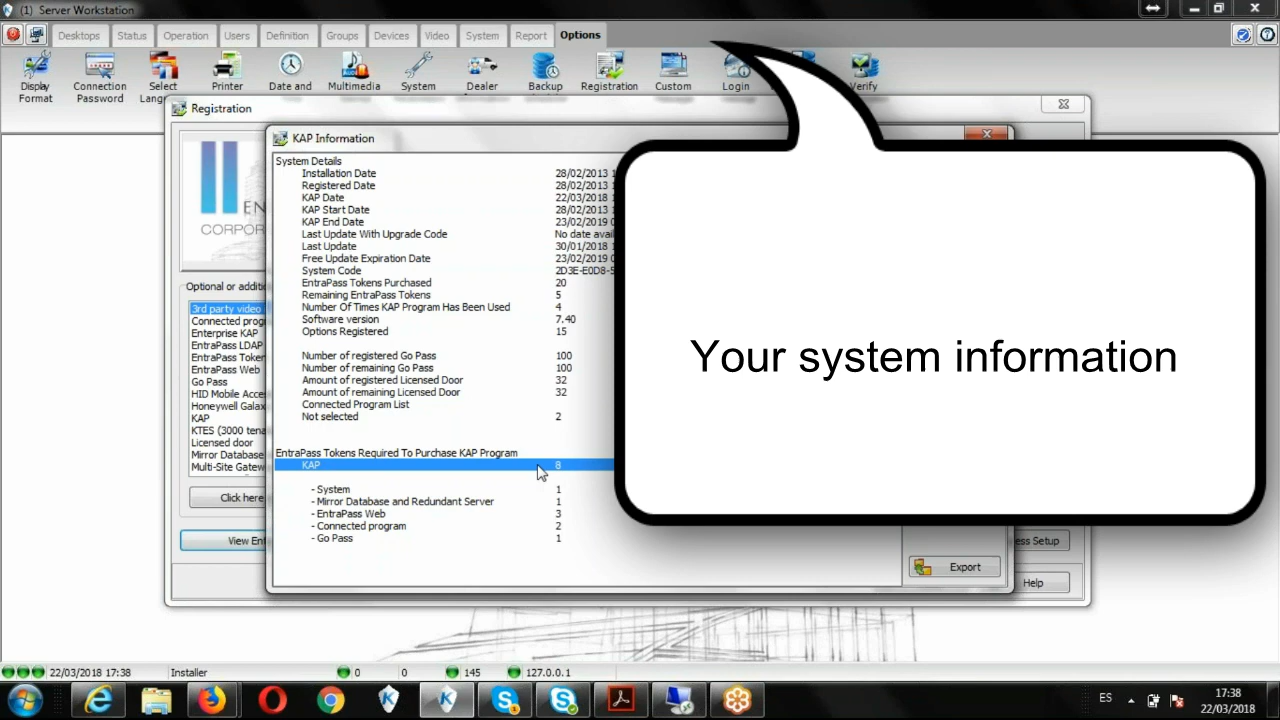 (1) Server Workstation
Desktops Status Operation Users Definition Groups Devices Video System Report Options
Display Format
Connection Password
Select
Printer
Date and
Multimedia
System
Dealer
Backup
Registration
Custom
Login
Verify
Registration
KAP Information
System Details
Installation Date 28/02/2013
Registered Date 28/02/2013
KAP Date 22/03/2018
KAP Start Date 28/02/2013
KAP End Date 23/02/2019
Last Update With Upgrade Code No date
Last Update 30/01/2018
Free Update Expiration Date 23/02/2019
System Code 2D3E-E0D8-
EntraPass Tokens Purchased 20
Remaining EntraPass Tokens 5
Number Of Times KAP Program Has Been Used 4
Software version 7.40
Options Registered 15
Number of registered Go Pass 100
Number of remaining Go Pass 100
Amount of registered Licensed Door 32
Amount of remaining Licensed Door 32
Connected Program List
Not selected 2
EntraPass Tokens Required To Purchase KAP Program
KAP 8
- System 1
- Mirror Database and Redundant Server 1
- EntraPass Web 3
- Connected program 2
- Go Pass 1
Export
CORPOR
Optional or
3rd party video
Connected
Enterprise KAP
EntraPass LDAP
EntraPass
EntraPass Web
Go Pass
HID Mobile
Honeywell
KAP
KTES (3000
Licensed door
Mirror Database
Multi-Site
Click here
View
Setup
Help
Your system information
22/03/2018 17:38 Installer 0 0 145 127.0.0.1
ES
17:38
22/03/2018